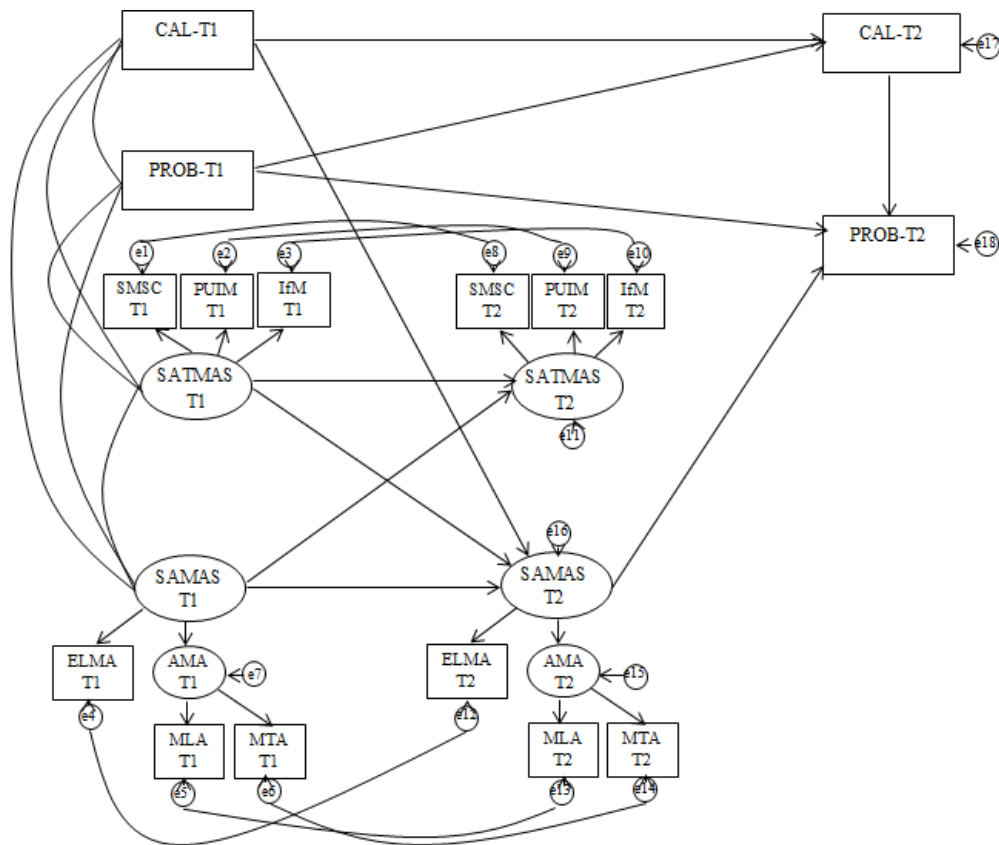 CAL-T1
CAL-T2
e17
PROB-T1
PROB-T2
e18
e1
e2
e3
e8
e9
e10
SMSC
T1
PUIM
T1
IfM
T1
SMSC
T2
PUIM
T2
IfM
T2
SATMAS
T1
SATMAS
T2
e11
e16
SAMAS
T1
SAMAS
T2
ELMA
T1
AMA
T1
e7
ELMA
T2
AMA
T2
e15
e4
e12
MLA
T1
MTA
T1
MLA
T2
MTA
T2
e5
e6
e13
e14